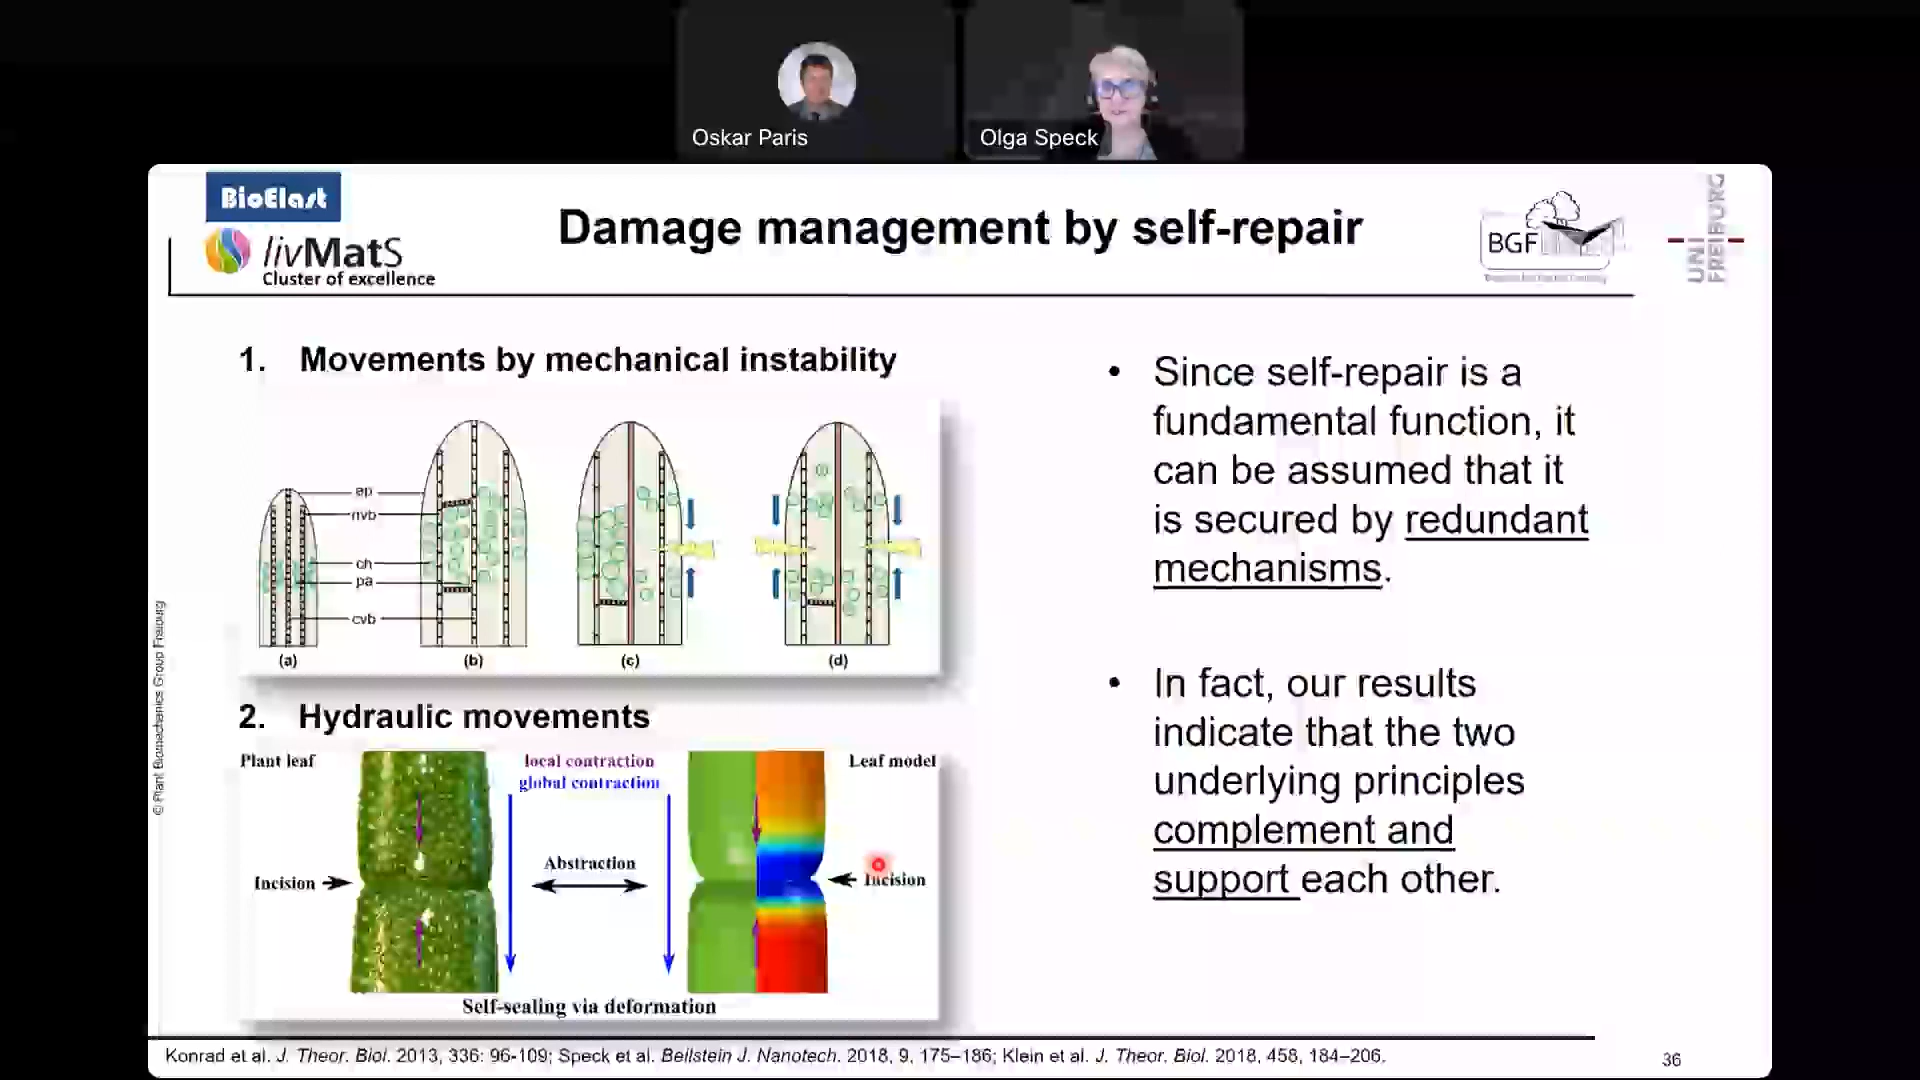 Oskar Paris
Olga Speck
BioElast
livMatS
Cluster of excellence
Damage management by self-repair
BGF
UNI
FREIBURG
1. Movements by mechanical instability
ep
nvb
ch
pa
cvb
(a)
(b)
(c)
(d)
2. Hydraulic movements
Plant leaf
local contraction
global contraction
Leaf model
Incision
Abstraction
Incision
Self-sealing via deformation
• Since self-repair is a
fundamental function, it
can be assumed that it
is secured by redundant
mechanisms.
• In fact, our results
indicate that the two
underlying principles
complement and
support each other.
© Plant Biomechanics Group Freiburg
Konrad et al. J. Theor. Biol. 2013, 336: 96-109; Speck et al. Beilstein J. Nanotech. 2018, 9, 175–186; Klein et al. J. Theor. Biol. 2018, 458, 184–206.
36